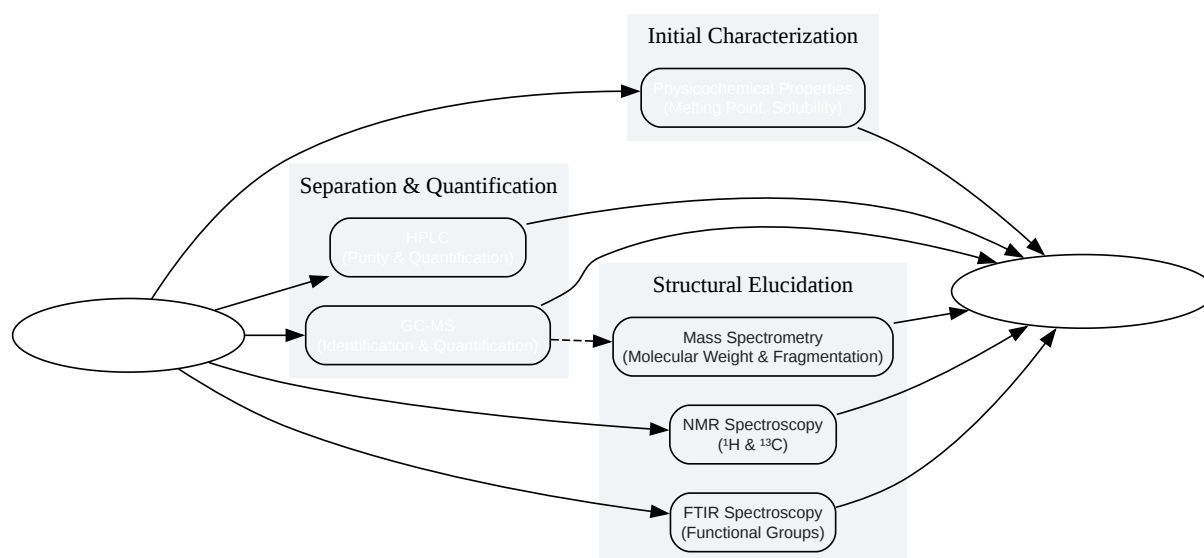 Initial Characterization
Physicochemical Properties
(Melting Point, Solubility)
Separation & Quantification
HPLC
(Purity & Quantification)
GC-MS
(Identification & Quantification)
Structural Elucidation
Mass Spectrometry
(Molecular Weight & Fragmentation)
NMR Spectroscopy
(¹H & ¹³C)
FTIR Spectroscopy
(Functional Groups)